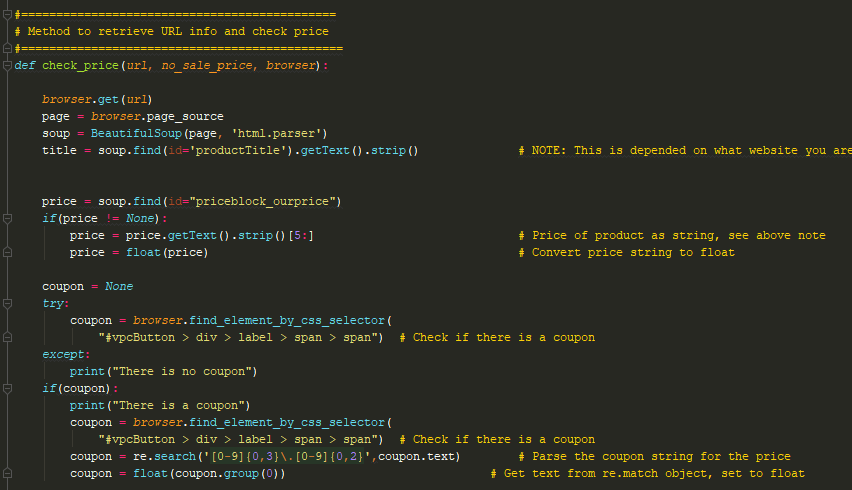 #=============================================
# Method to retrieve URL info and check price
#==============================================
def check_price(url, no_sale_price, browser):
    browser.get(url)
    page = browser.page_source
    soup = BeautifulSoup(page, 'html.parser')
    title = soup.find(id='productTitle').getText().strip()              # NOTE: This is depended on what website you are
    price = soup.find(id="priceblock_ourprice")
    if(price != None):
        price = price.getText().strip()[5:]                             # Price of product as string, see above note
        price = float(price)                                            # Convert price string to float
    coupon = None
    try:
        coupon = browser.find_element_by_css_selector(
            "#vpcButton > div > label > span > span")  # Check if there is a coupon
    except:
        print("There is no coupon")
    if(coupon):
        print("There is a coupon")
        coupon = browser.find_element_by_css_selector(
            "#vpcButton > div > label > span > span")  # Check if there is a coupon
        coupon = re.search('[0-9]{0,3}\.[0-9]{0,2}',coupon.text)        # Parse the coupon string for the price
        coupon = float(coupon.group(0))                             # Get text from re.match object, set to float